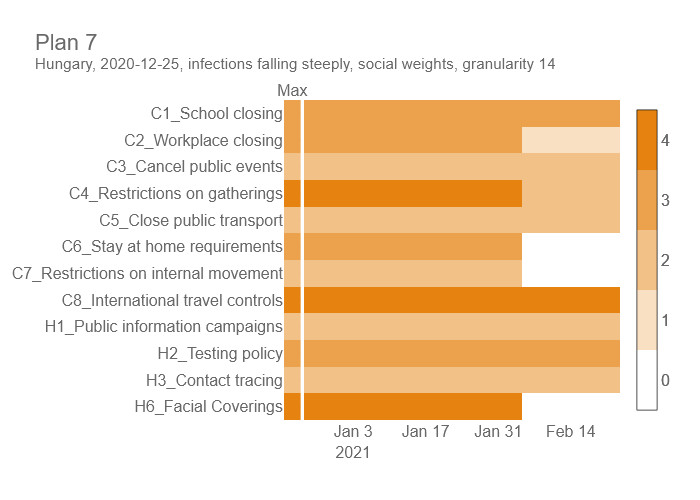 Plan 7
Hungary, 2020-12-25, infections falling steeply, social weights, granularity 14
Max
C1_School closing
C2_Workplace closing
C3_Cancel public events
C4_Restrictions on gatherings
C5_Close public transport
C6_Stay at home requirements
C7_Restrictions on internal movement
C8_International travel controls
H1_Public information campaigns
H2_Testing policy
H3_Contact tracing
H6_Facial Coverings
Jan 3 Jan 17 Jan 31 Feb 14
2021
4
3
2
1
0